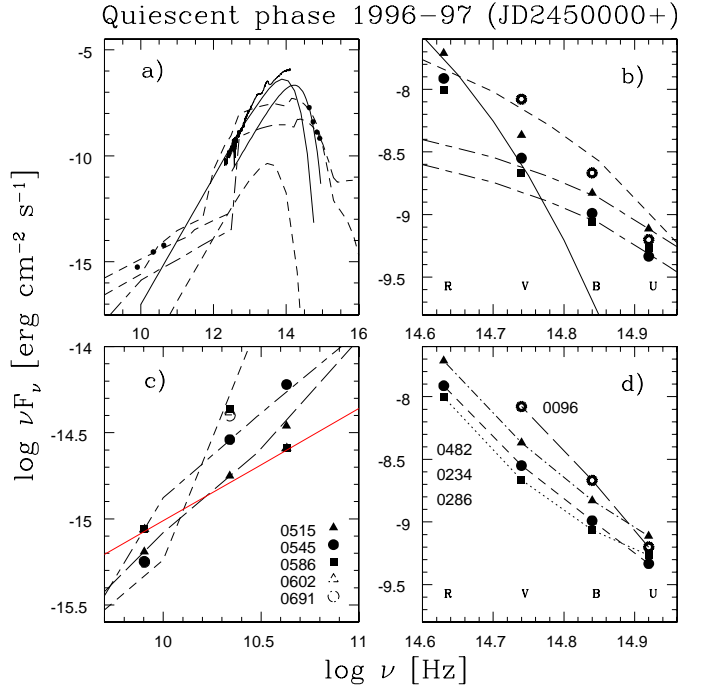 Quiescent phase 1996−97 (JD2450000+)
log νFν [erg cm−2 s−1]
a)
-5
-10
-15
10
12
14
16
b)
-8
-8.5
-9
-9.5
R
V
B
U
14.6
14.7
14.8
14.9
c)
-14
-14.5
-15
-15.5
0515
0545
0586
0602
0691
10
10.5
11
d)
-8
-8.5
-9
-9.5
0096
0482
0234
0286
R
V
B
U
14.6
14.7
14.8
14.9
log ν [Hz]